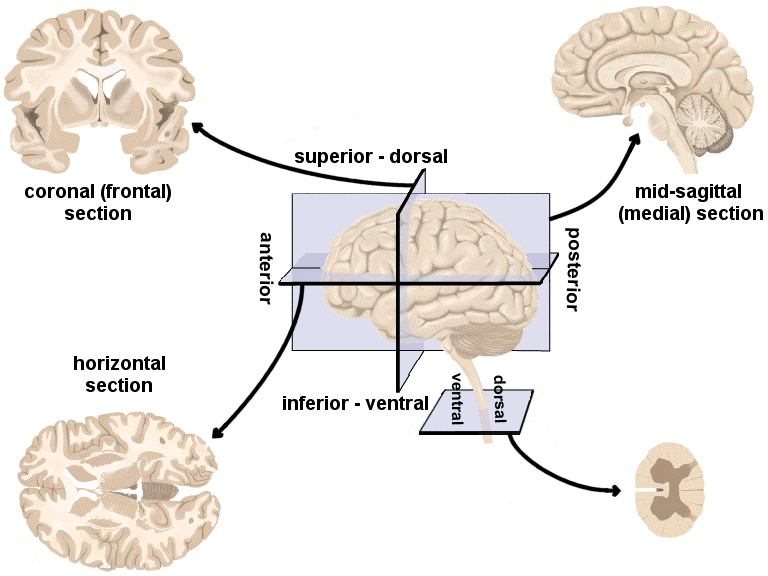 superior - dorsal
coronal (frontal)
section
mid-sagittal
(medial) section
anterior
posterior
horizontal
section
inferior - ventral
ventral
dorsal